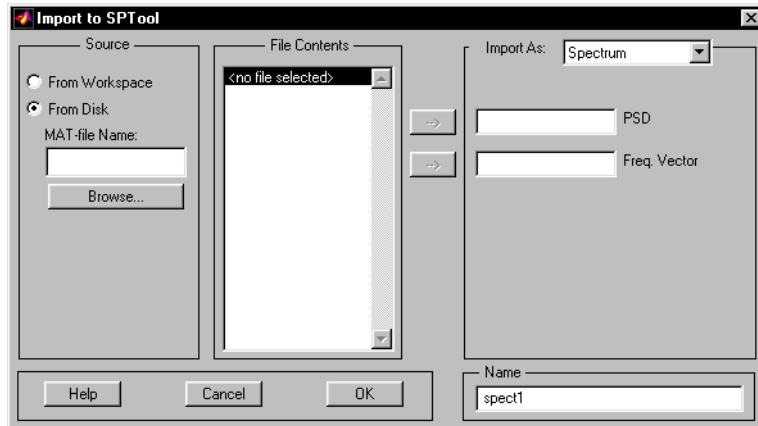 Import to SPTool
Source
From Workspace
From Disk
MAT-file Name:
Browse...
File Contents
<no file selected>
-->
-->
Import As:
Spectrum
PSD
Freq. Vector
Help
Cancel
OK
Name
spect1